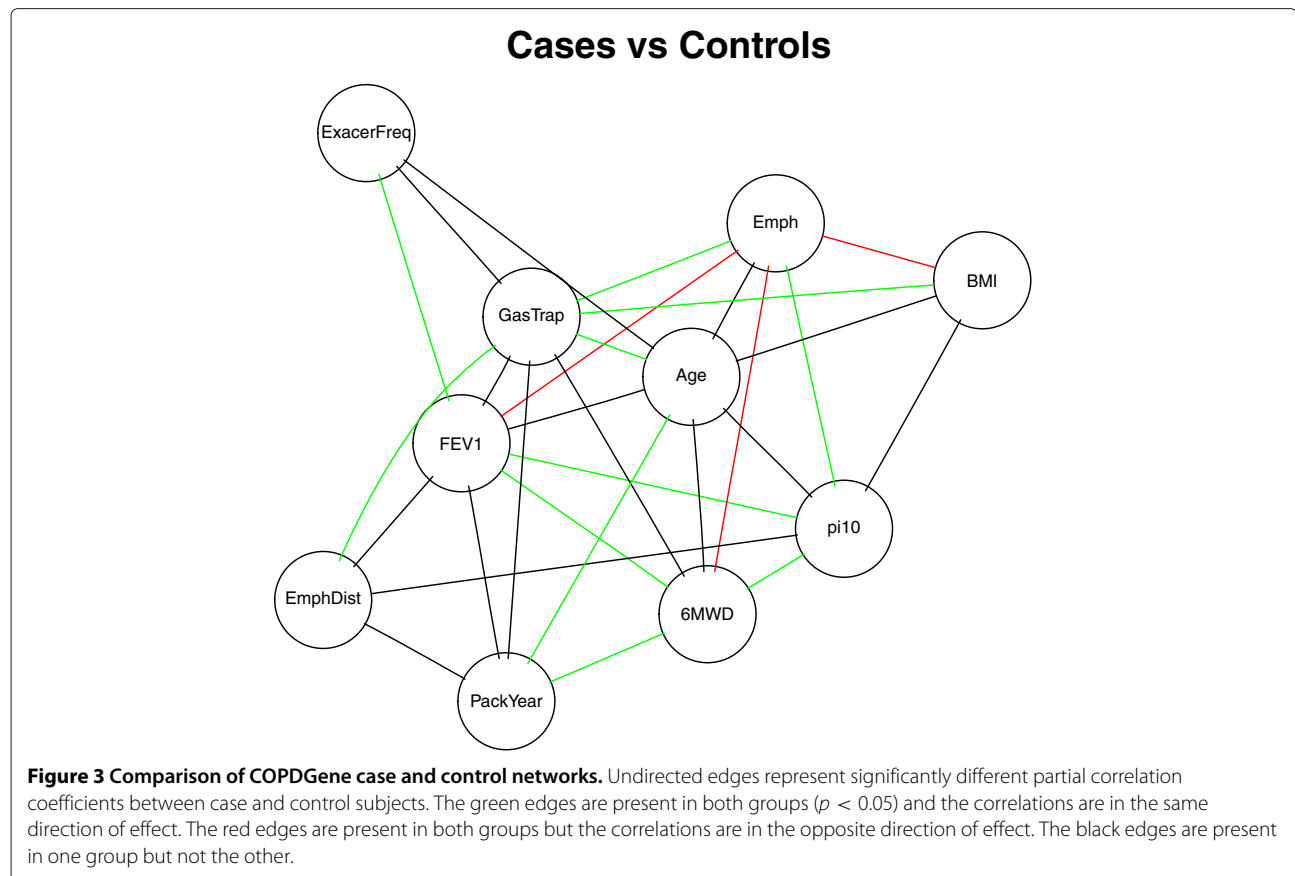 Cases vs Controls
ExacerFreq
Emph
BMI
GasTrap
Age
FEV1
pi10
EmphDist
6MWD
PackYear
Figure 3 Comparison of COPDGene case and control networks. Undirected edges represent significantly different partial correlation
coefficients between case and control subjects. The green edges are present in both groups (p < 0.05) and the correlations are in the same
direction of effect. The red edges are present in both groups but the correlations are in the opposite direction of effect. The black edges are present
in one group but not the other.